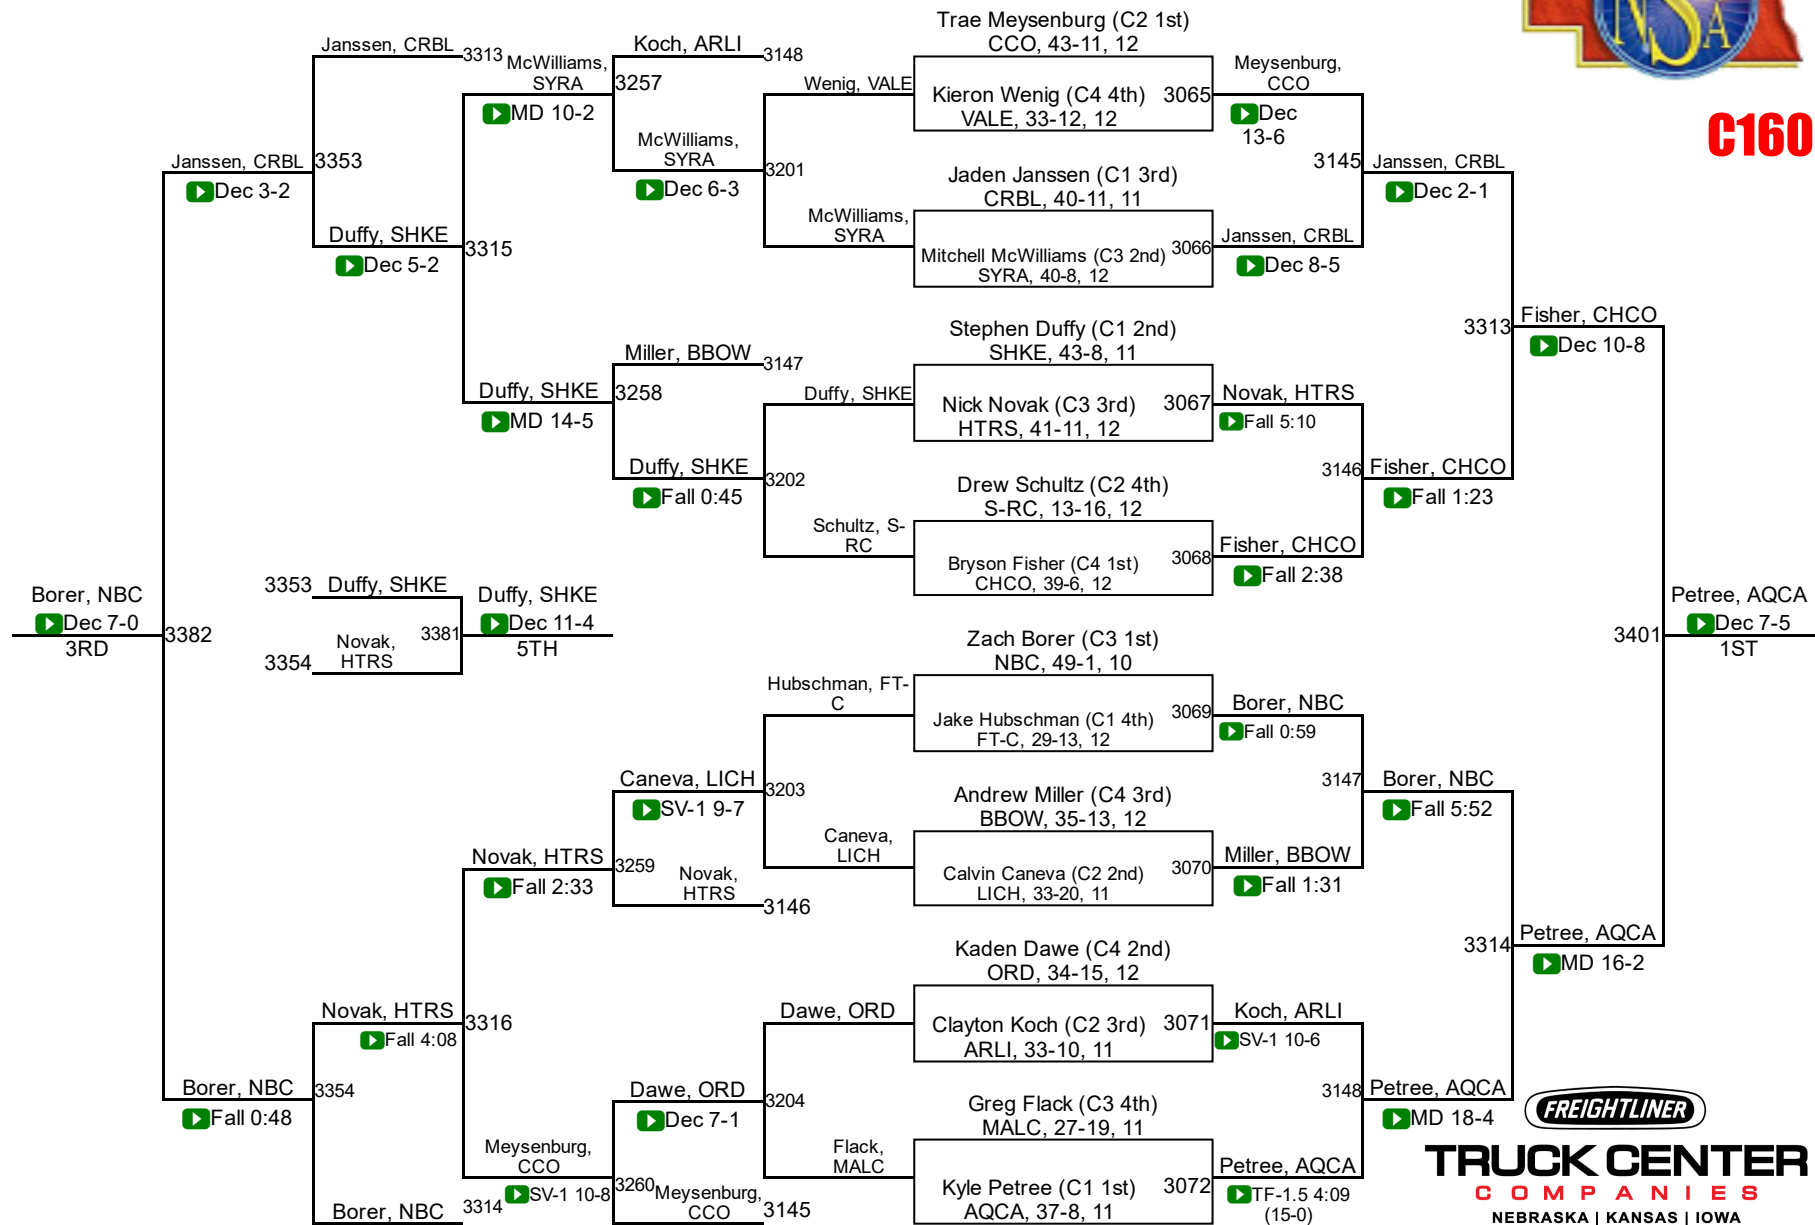 Trae Meysenburg (C2 1st)
CCO, 43-11, 12
Kieron Wenig (C4 4th)
VALE, 33-12, 12
3065
Jaden Janssen (C1 3rd)
CRBL, 40-11, 11
Mitchell McWilliams (C3 2nd)
SYRA, 40-8, 12
3066
Stephen Duffy (C1 2nd)
SHKE, 43-8, 11
Nick Novak (C3 3rd)
HTRS, 41-11, 12
3067
Drew Schultz (C2 4th)
S-RC, 13-16, 12
Bryson Fisher (C4 1st)
CHCO, 39-6, 12
3068
Zach Borer (C3 1st)
NBC, 49-1, 10
Jake Hubschman (C1 4th)
FT-C, 29-13, 12
3069
Andrew Miller (C4 3rd)
BBOW, 35-13, 12
Calvin Caneva (C2 2nd)
LICH, 33-20, 11
3070
Kaden Dawe (C4 2nd)
ORD, 34-15, 12
Clayton Koch (C2 3rd)
ARLI, 33-10, 11
3071
Greg Flack (C3 4th)
MALC, 27-19, 11
Kyle Petree (C1 1st)
AQCA, 37-8, 11
3072
Meysenburg,
CCO
Dec
13-6
3145
Janssen, CRBL
Dec 8-5
Novak, HTRS
Fall 5:10
3146
Fisher, CHCO
Fall 2:38
Borer, NBC
Fall 0:59
3147
Miller, BBOW
Fall 1:31
Koch, ARLI
SV-1 10-6
3148
Petree, AQCA
TF-1.5 4:09
(15-0)
Janssen, CRBL
Dec 2-1
3313
Fisher, CHCO
Fall 1:23
Borer, NBC
Fall 5:52
3314
Petree, AQCA
MD 18-4
Fisher, CHCO
Dec 10-8
3401
Petree, AQCA
MD 16-2
Petree, AQCA
Dec 7-5
1ST
Wenig, VALE
3201
McWilliams,
SYRA
Duffy, SHKE
3202
Schultz, S-
RC
Hubschman, FT-
C
3203
Caneva,
LICH
Dawe, ORD
3204
Flack,
MALC
Koch, ARLI
3148
3257
McWilliams,
SYRA
Dec 6-3
Miller, BBOW
3147
3258
Duffy, SHKE
Fall 0:45
Caneva, LICH
SV-1 9-7
3259
Novak,
HTRS
3146
Dawe, ORD
Dec 7-1
3260
Meysenburg,
CCO
3145
McWilliams,
SYRA
MD 10-2
3315
Duffy, SHKE
MD 14-5
Novak, HTRS
Fall 2:33
3316
Meysenburg,
CCO
SV-1 10-8
Janssen, CRBL
3313
3353
Duffy, SHKE
Dec 5-2
Novak, HTRS
Fall 4:08
3354
Borer, NBC
3314
Janssen, CRBL
Dec 3-2
3382
Borer, NBC
Fall 0:48
Borer, NBC
Dec 7-0
3RD
3353
Duffy, SHKE
3381
3354
Novak,
HTRS
Duffy, SHKE
Dec 11-4
5TH
NSA
C160
FREIGHTLINER
TRUCK CENTER
COMPANIES
NEBRASKA | KANSAS | IOWA